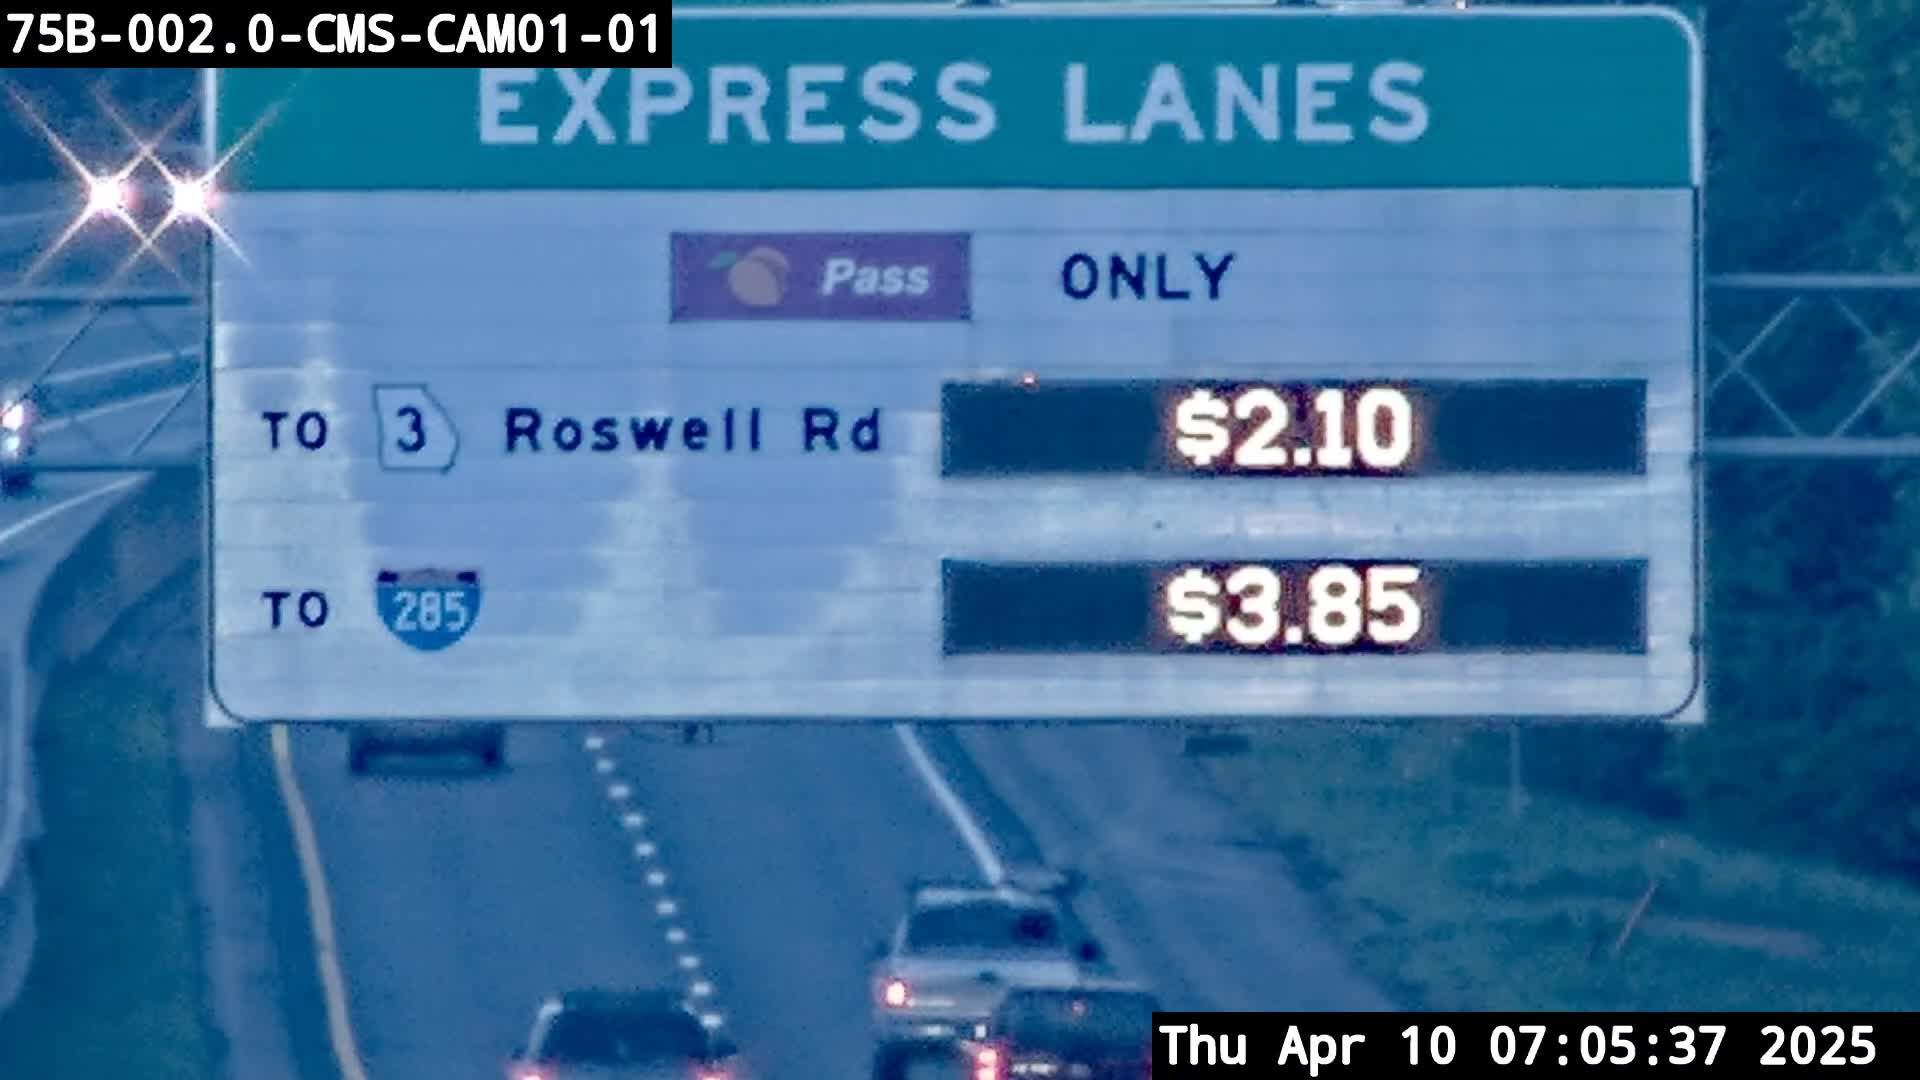 75B-002.0-CMS-CAM01-01
EXPRESS LANES
Pass ONLY
TO 3 Roswell Rd $2.10
TO 285 $3.85
Thu Apr 10 07:05:37 2025